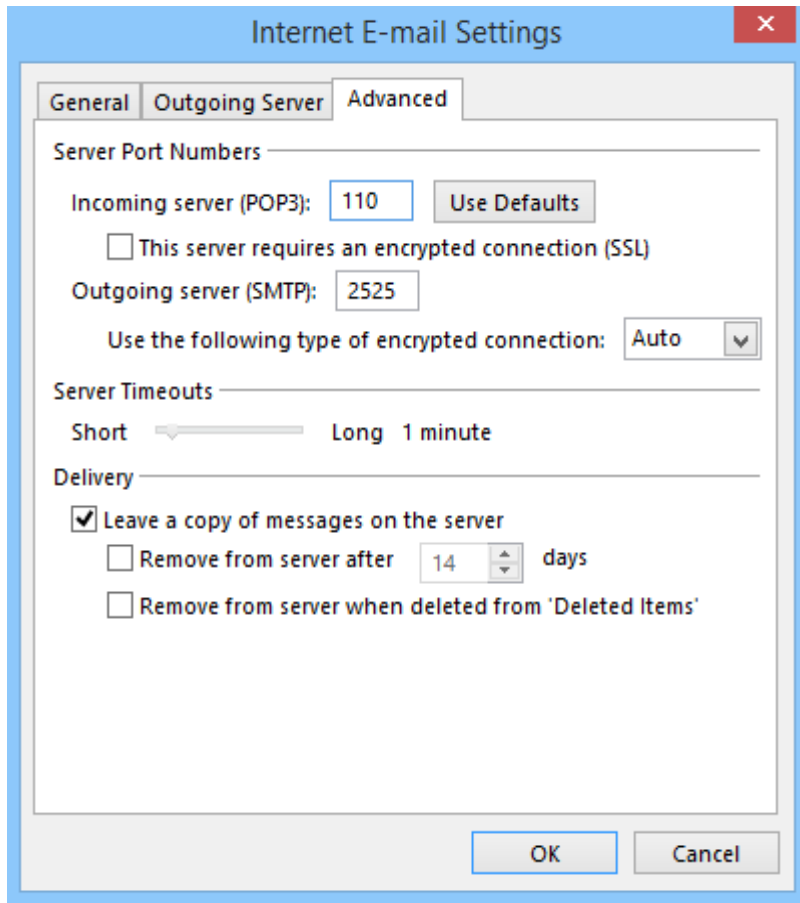 Internet E-mail Settings
General Outgoing Server Advanced
Server Port Numbers
Incoming server (POP3): 110 Use Defaults
This server requires an encrypted connection (SSL)
Outgoing server (SMTP): 2525
Use the following type of encrypted connection: Auto
Server Timeouts
Short Long 1 minute
Delivery
Leave a copy of messages on the server
Remove from server after 14 days
Remove from server when deleted from 'Deleted Items'
OK Cancel